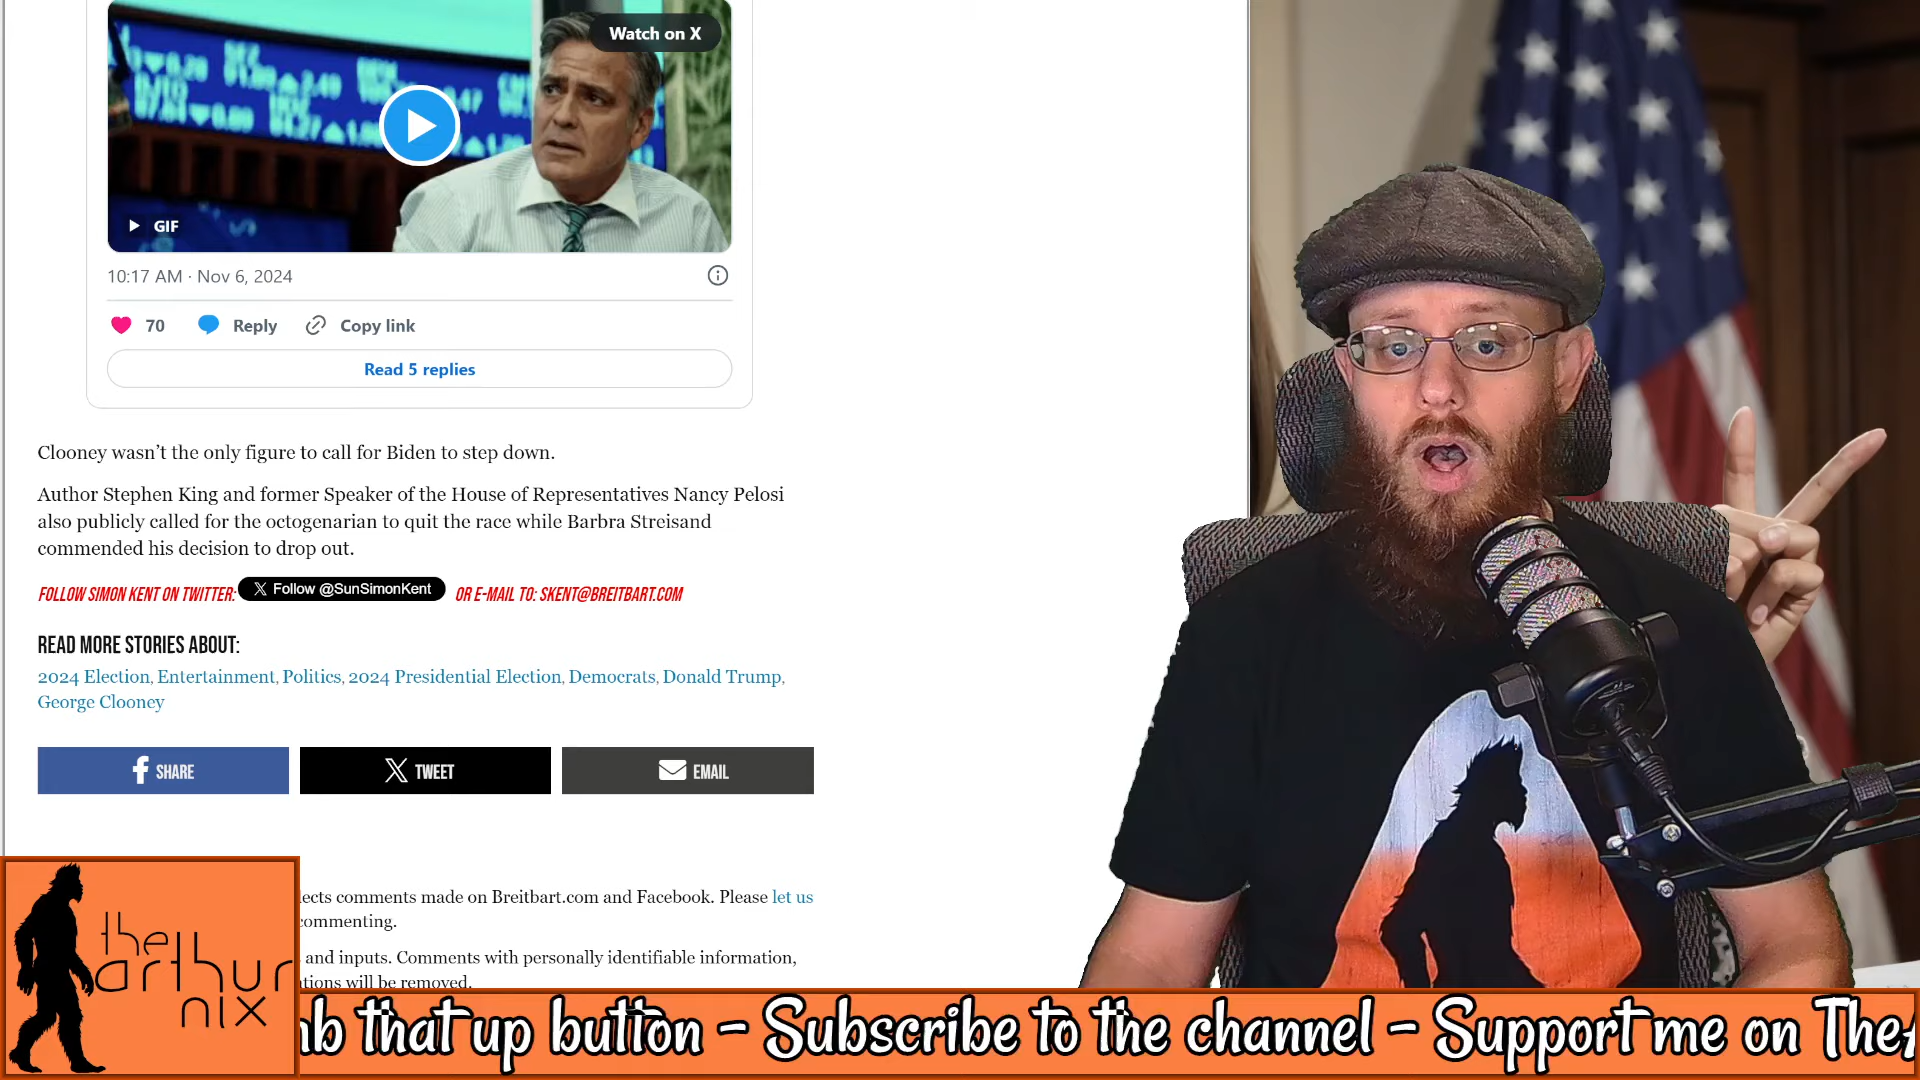 Watch on X
GIF
10:17 AM · Nov 6, 2024
70
Reply
Copy link
Read 5 replies
Clooney wasn’t the only figure to call for Biden to step down.
Author Stephen King and former Speaker of the House of Representatives Nancy Pelosi
also publicly called for the octogenarian to quit the race while Barbra Streisand
commended his decision to drop out.
FOLLOW SIMON KENT ON TWITTER: Follow @SunSimonKent OR E-MAIL TO: SKENT@BREITBART.COM
READ MORE STORIES ABOUT:
2024 Election, Entertainment, Politics, 2024 Presidential Election, Democrats, Donald Trump,
George Clooney
SHARE
TWEET
EMAIL
comments made on Breitbart.com and Facebook. Please let us
commenting.
and inputs. Comments with personally identifiable information,
will be removed.
the
arthur
nix
that up button - Subscribe to the channel - Support me on